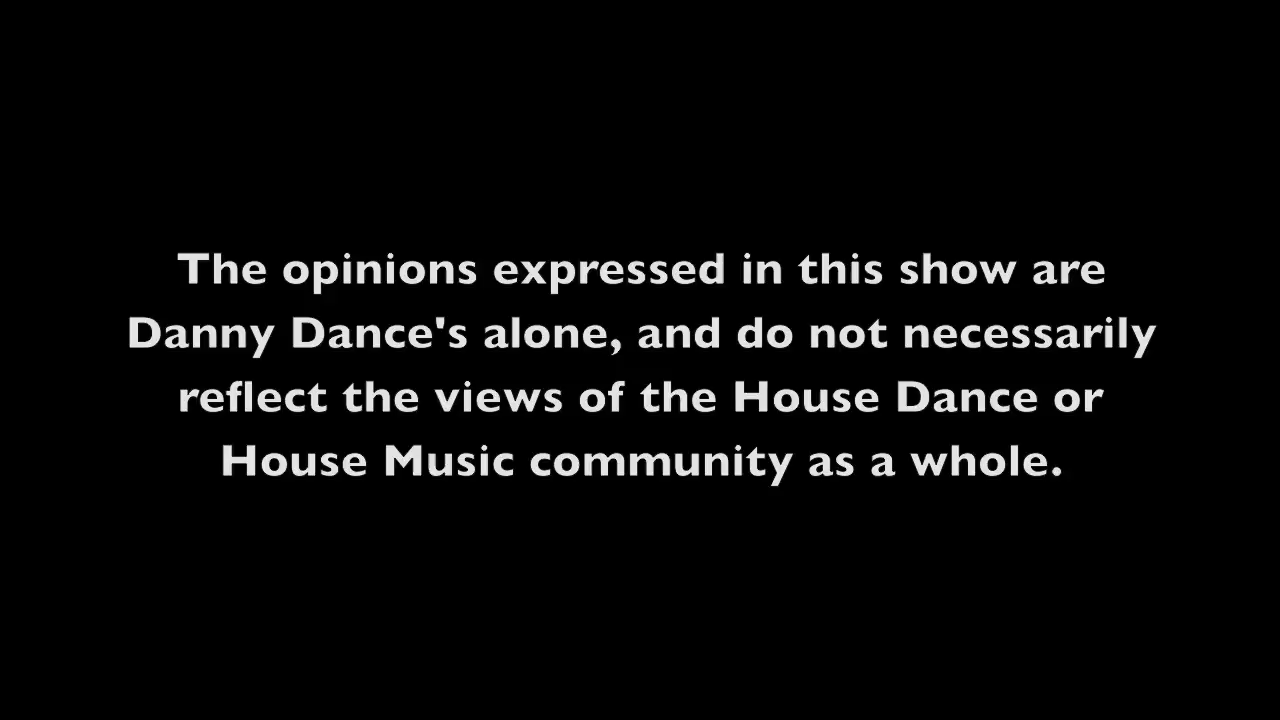 The opinions expressed in this show are
Danny Dance's alone, and do not necessarily
reflect the views of the House Dance or
House Music community as a whole.